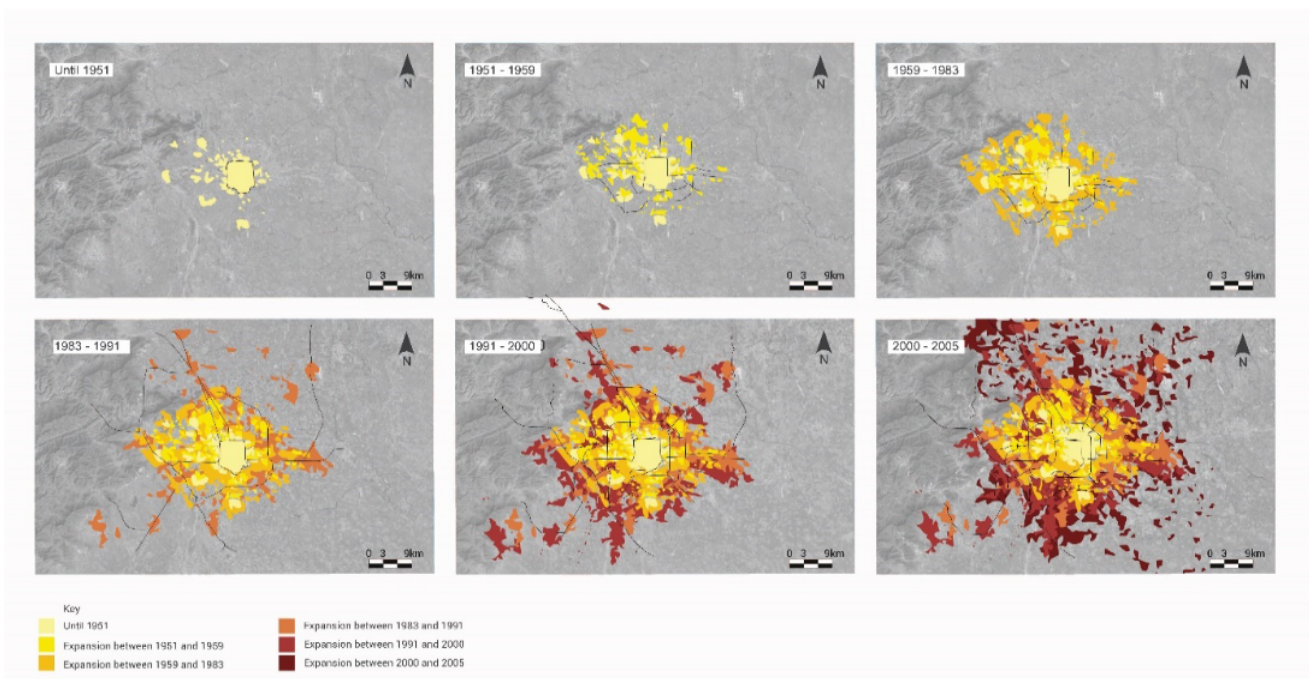 Until 1951
N
0 3 9km
1951 - 1959
N
0 3 9km
1959 - 1983
N
0 3 9km
1983 - 1991
N
0 3 9km
1991 - 2000
N
0 3 9km
2000 - 2005
N
0 3 9km
Key
Until 1951
Expansion between 1951 and 1959
Expansion between 1959 and 1983
Expansion between 1983 and 1991
Expansion between 1991 and 2000
Expansion between 2000 and 2005